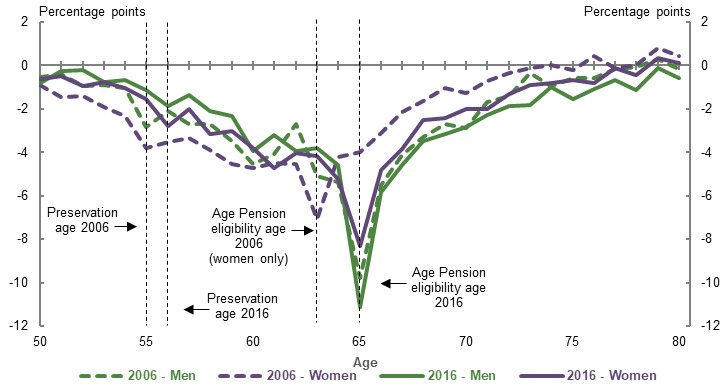 Percentage points
Percentage points
2
0
-2
-4
-6
-8
-10
-12
2
0
-2
-4
-6
-8
-10
-12
Preservation
age 2006
Age Pension
eligibility age
2006
(women only)
Preservation
age 2016
Age Pension
eligibility age
2016
50 55 60 65 70 75 80
Age
2006 - Men 2006 - Women 2016 - Men 2016 - Women